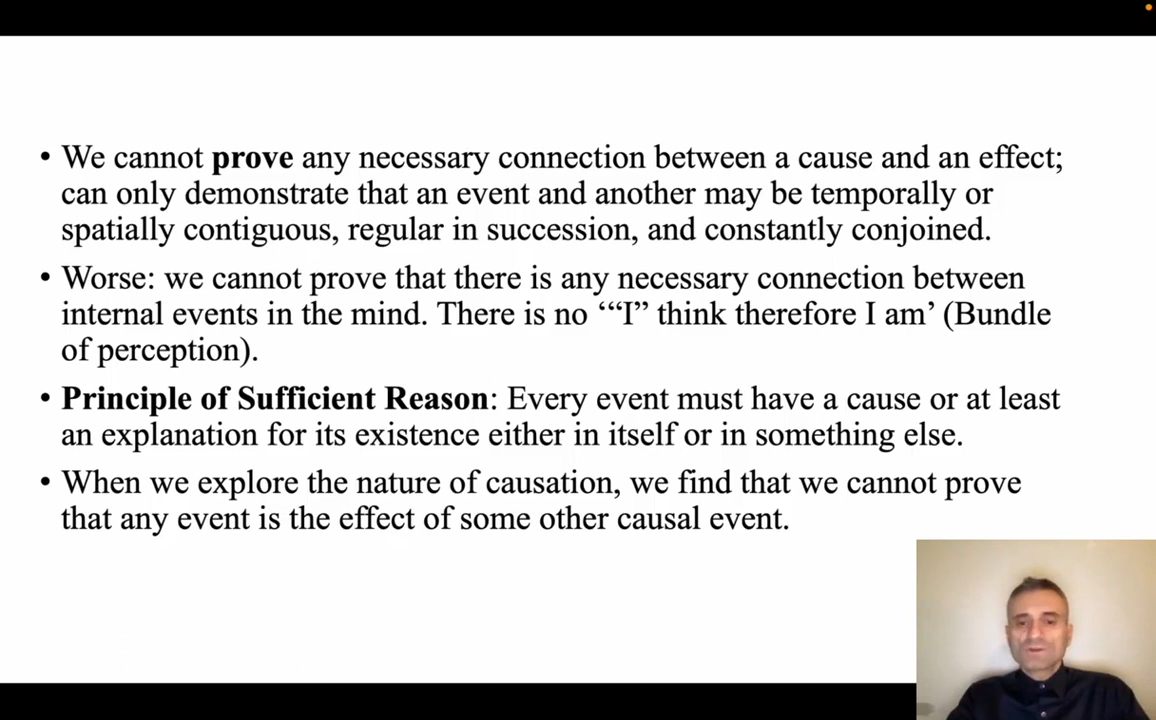 • We cannot prove any necessary connection between a cause and an effect;
can only demonstrate that an event and another may be temporally or
spatially contiguous, regular in succession, and constantly conjoined.
• Worse: we cannot prove that there is any necessary connection between
internal events in the mind. There is no ‘“I” think therefore I am’ (Bundle
of perception).
• Principle of Sufficient Reason: Every event must have a cause or at least
an explanation for its existence either in itself or in something else.
• When we explore the nature of causation, we find that we cannot prove
that any event is the effect of some other causal event.